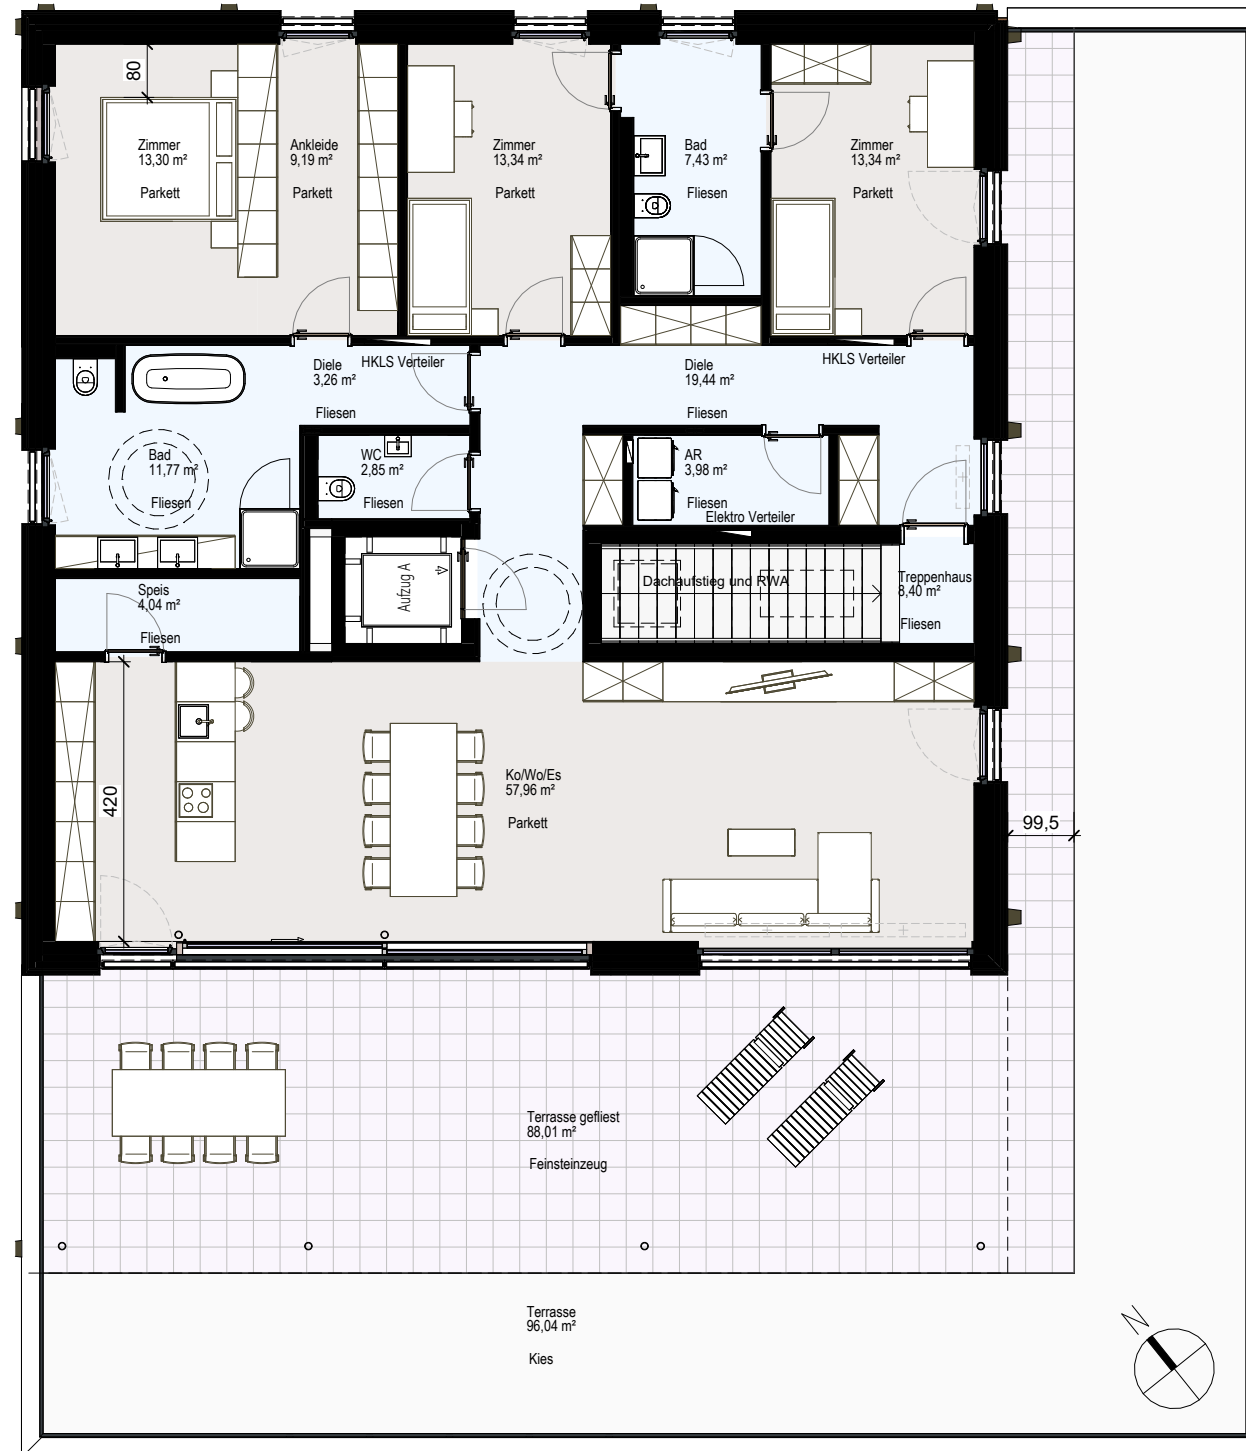 80
Zimmer
13,30 m²
Parkett
Ankleide
9,19 m²
Parkett
Zimmer
13,34 m²
Parkett
Bad
7,43 m²
Fliesen
Zimmer
13,34 m²
Parkett
Diele
3,26 m²
Fliesen
HKLS Verteiler
Diele
19,44 m²
Fliesen
HKLS Verteiler
Bad
11,77 m²
Fliesen
WC
2,85 m²
Fliesen
AR
3,98 m²
Fliesen
Elektro Verteiler
Speis
4,04 m²
Fliesen
Aufzug A
Dachaufstieg und RWA
Treppenhaus
8,40 m²
Fliesen
420
Ko/Wo/Es
57,96 m²
Parkett
99,5
Terrasse gefliest
88,01 m²
Feinsteinzeug
Terrasse
96,04 m²
Kies
N